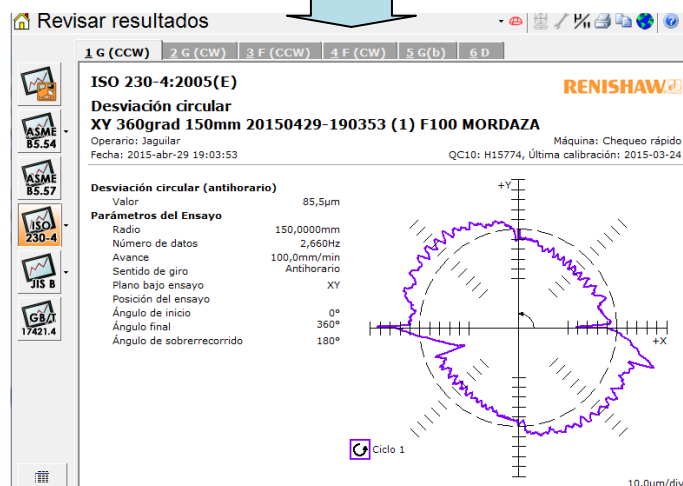 Revisar resultados
1 G (CCW) 2 G (CW) 3 F (CCW) 4 F (CW) 5 G(b) 6 D
ISO 230-4:2005(E)
RENISHAW
Desviación circular
XY 360grad 150mm 20150429-190353 (1) F100 MORDAZA
Operario: Jaguilar
Máquina: Chequeo rápido
Fecha: 2015-abr-29 19:03:53
QC10: H15774, Última calibración: 2015-03-24
Desviación circular (antihorario)
Valor 85,5µm
Parámetros del Ensayo
Radio 150,0000mm
Número de datos 2,660Hz
Avance 100,0mm/min
Sentido de giro Antihorario
Plano bajo ensayo XY
Posición del ensayo
Ángulo de inicio 0°
Ángulo final 360°
Ángulo de sobrerrecorrido 180°
+Y
+X
Ciclo 1
10,0um/div
ASME
B5.54
ASME
B5.57
ISO
230-4
JIS B
GB/T
17421.4